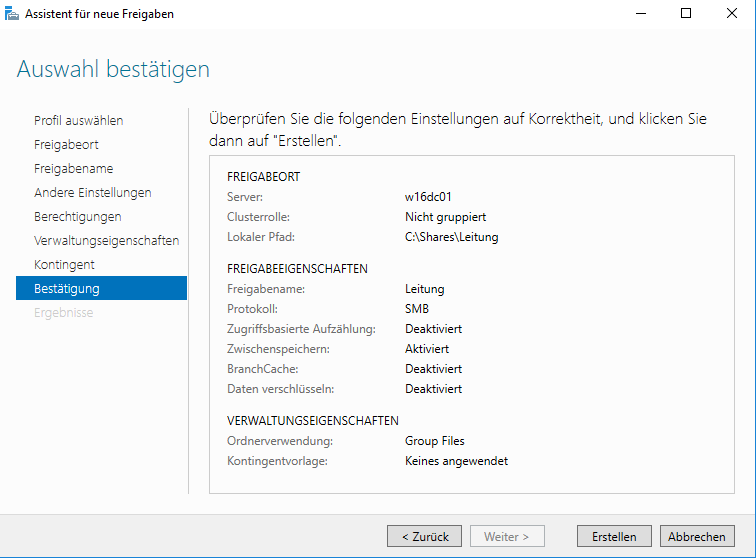 Assistent für neue Freigaben
Auswahl bestätigen
Profil auswählen
Freigabeort
Freigabename
Andere Einstellungen
Berechtigungen
Verwaltungseigenschaften
Kontingent
Bestätigung
Ergebnisse
Überprüfen Sie die folgenden Einstellungen auf Korrektheit, und klicken Sie
dann auf "Erstellen".
FREIGABEORT
Server: w16dc01
Clusterrolle: Nicht gruppiert
Lokaler Pfad: C:\Shares\Leitung
FREIGABEEIGENSCHAFTEN
Freigabename: Leitung
Protokoll: SMB
Zugriffsbasierte Aufzählung: Deaktiviert
Zwischenspeichern: Aktiviert
BranchCache: Deaktiviert
Daten verschlüsseln: Deaktiviert
VERWALTUNGSEIGENSCHAFTEN
Ordnerverwendung: Group Files
Kontingentvorlage: Keines angewendet
< Zurück Weiter > Erstellen Abbrechen